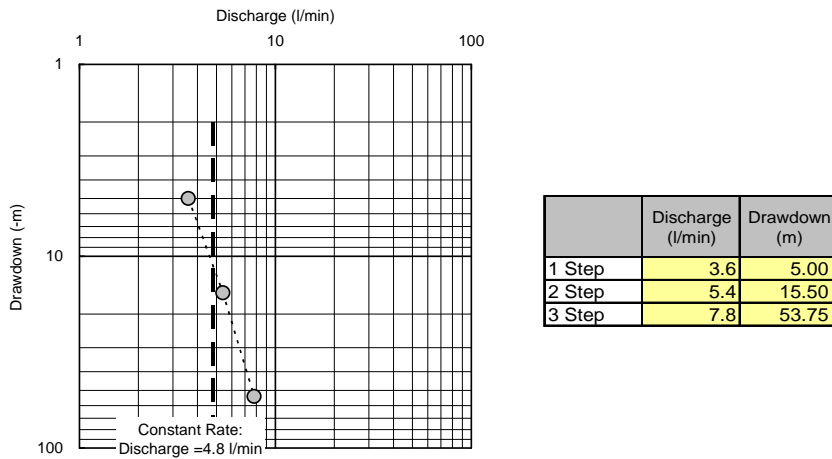 Discharge (l/min)
1 10 100
1
10
100
Drawdown (-m)
Constant Rate:
Discharge =4.8 l/min
Discharge Drawdown
(l/min) (m)
1 Step 3.6 5.00
2 Step 5.4 15.50
3 Step 7.8 53.75